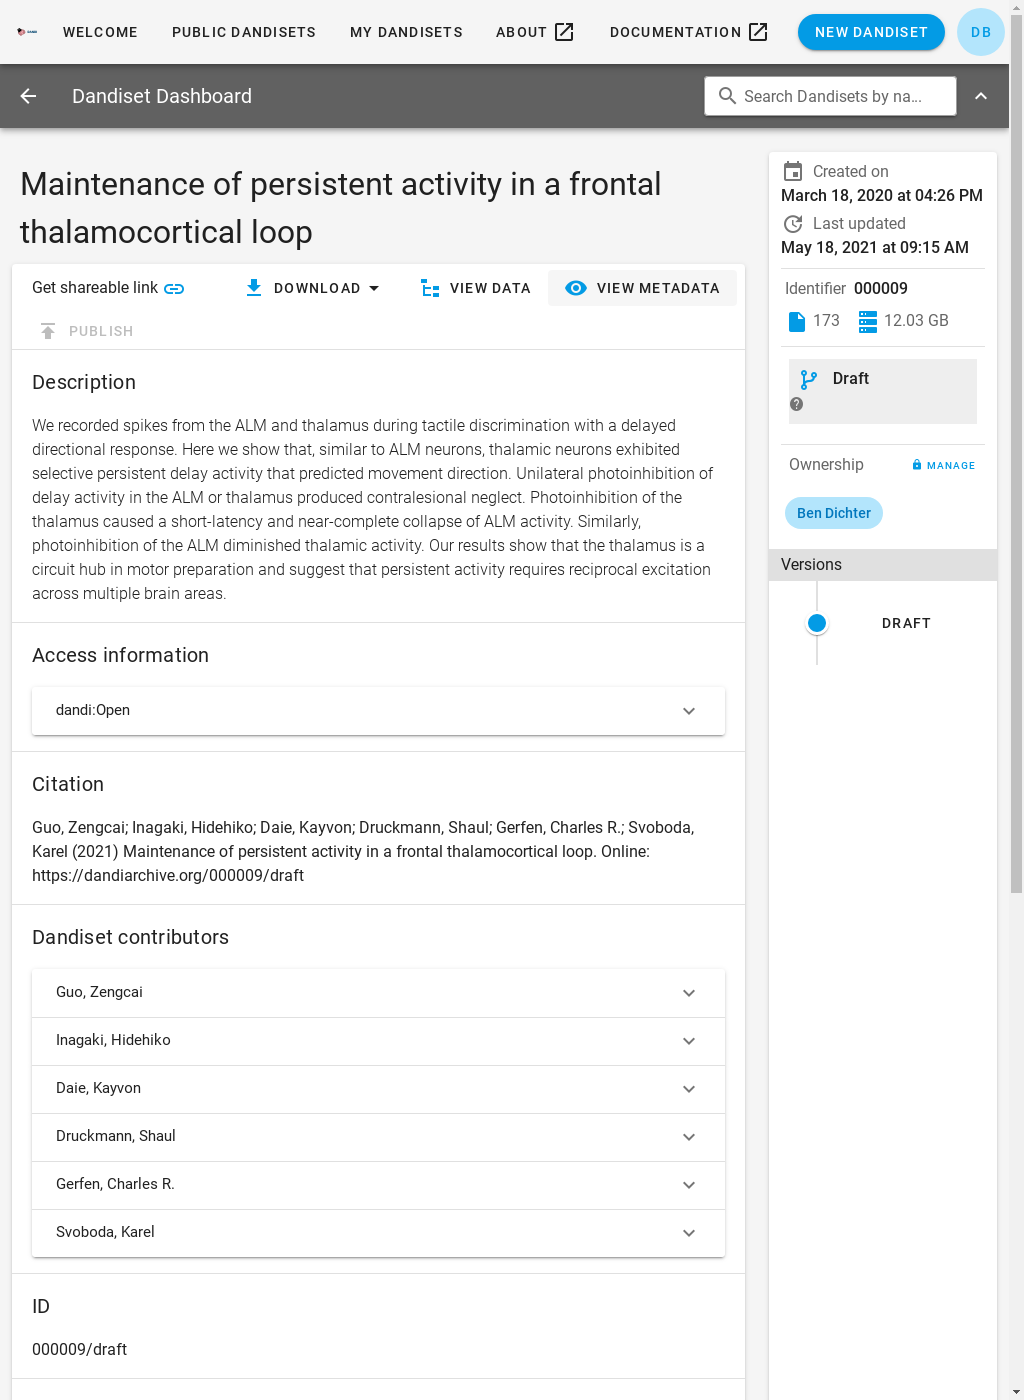 WELCOME PUBLIC DANDISETS MY DANDISETS ABOUT DOCUMENTATION NEW DANDISET DB
Dandiset Dashboard Search Dandisets by na...
Maintenance of persistent activity in a frontal
thalamocortical loop
Get shareable link DOWNLOAD VIEW DATA VIEW METADATA
PUBLISH
Description
We recorded spikes from the ALM and thalamus during tactile discrimination with a delayed
directional response. Here we show that, similar to ALM neurons, thalamic neurons exhibited
selective persistent delay activity that predicted movement direction. Unilateral photoinhibition of
delay activity in the ALM or thalamus produced contralesional neglect. Photoinhibition of the
thalamus caused a short-latency and near-complete collapse of ALM activity. Similarly,
photoinhibition of the ALM diminished thalamic activity. Our results show that the thalamus is a
circuit hub in motor preparation and suggest that persistent activity requires reciprocal excitation
across multiple brain areas.
Access information
dandi:Open
Citation
Guo, Zengcai; Inagaki, Hidehiko; Daie, Kayvon; Druckmann, Shaul; Gerfen, Charles R.; Svoboda,
Karel (2021) Maintenance of persistent activity in a frontal thalamocortical loop. Online:
https://dandiarchive.org/000009/draft
Dandiset contributors
Guo, Zengcai
Inagaki, Hidehiko
Daie, Kayvon
Druckmann, Shaul
Gerfen, Charles R.
Svoboda, Karel
ID
000009/draft
Created on
March 18, 2020 at 04:26 PM
Last updated
May 18, 2021 at 09:15 AM
Identifier 000009
173 12.03 GB
Draft
Ownership MANAGE
Ben Dichter
Versions
DRAFT